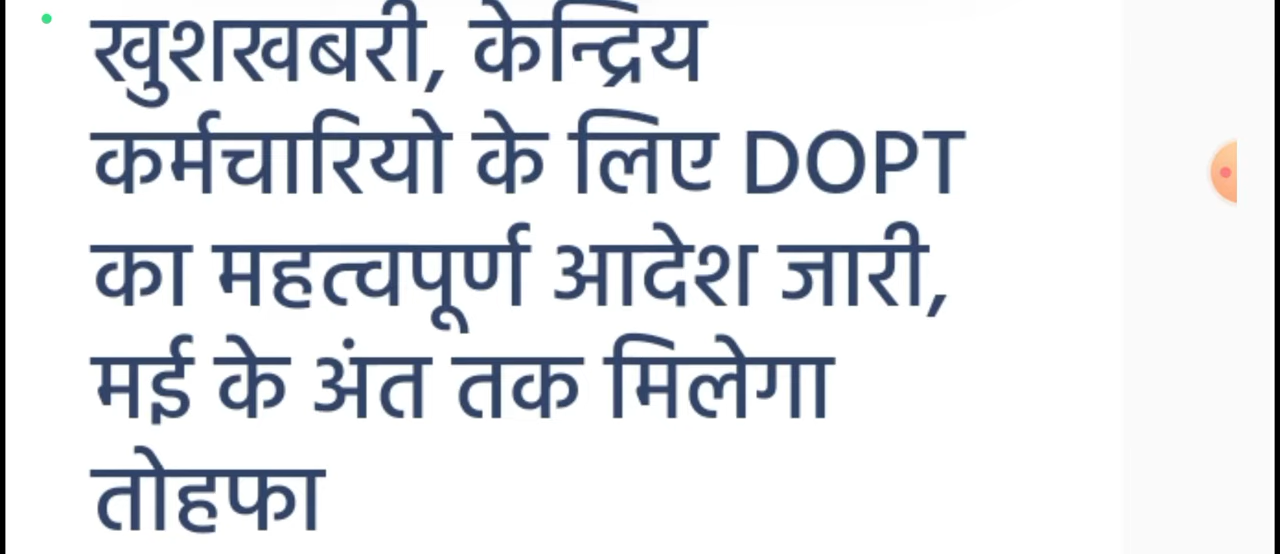 खुशखबरी, केन्द्रिय
कर्मचारियो के लिए DOPT
का महत्वपूर्ण आदेश जारी,
मई के अंत तक मिलेगा
तोहफा